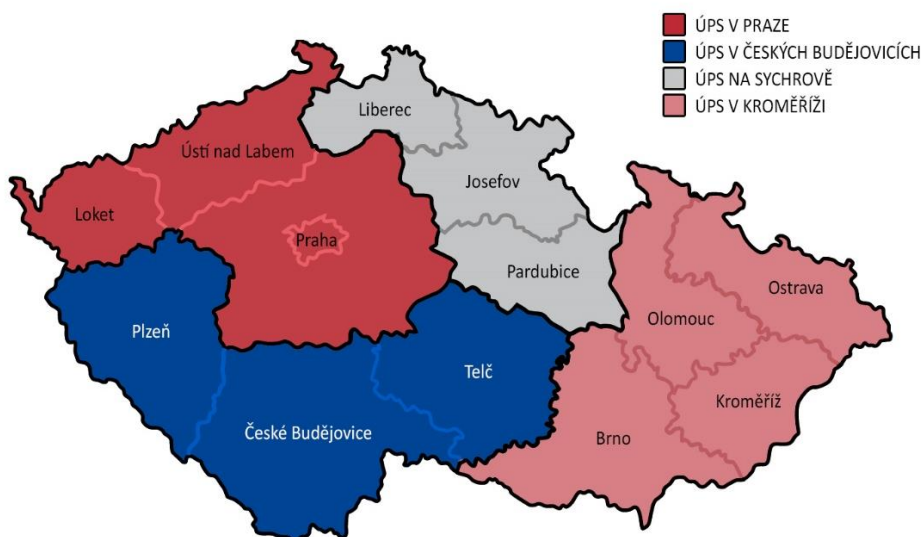 ÚPS V PRAZE
ÚPS V ČESKÝCH BUDĚJOVICÍCH
ÚPS NA SYCHROVĚ
ÚPS V KROMĚŘÍŽI
Liberec
Ústí nad Labem
Josefov
Loket
Praha
Pardubice
Ostrava
Olomouc
Plzeň
Telč
Kroměříž
České Budějovice
Brno